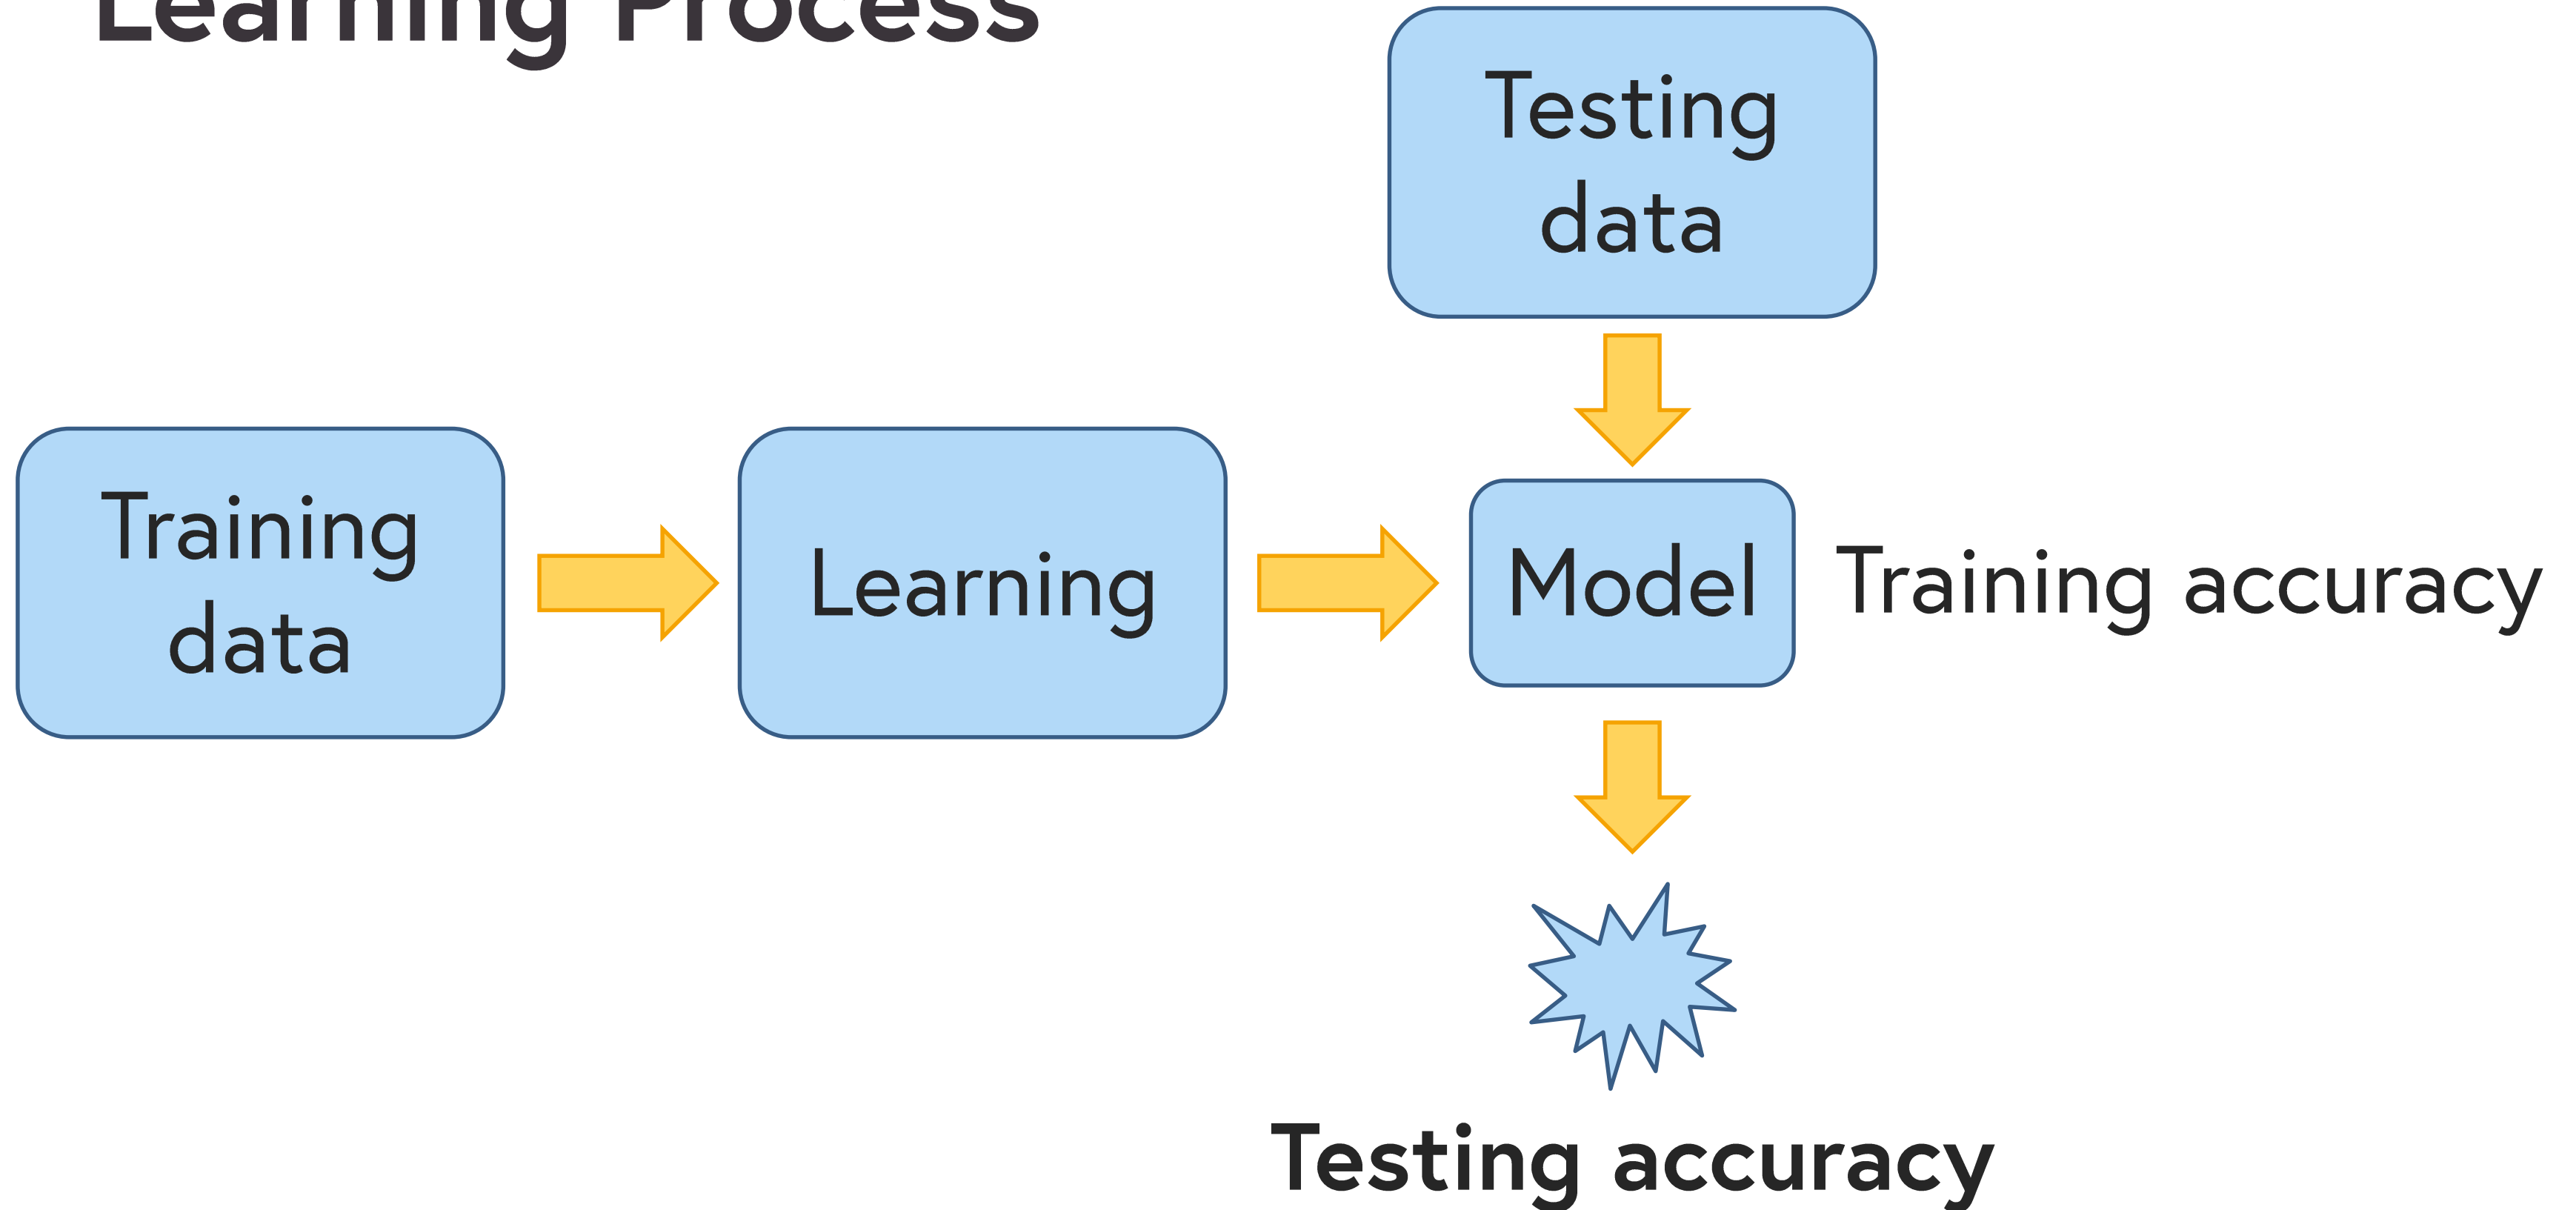 Learning Process
Testing
data
Training
data
Learning
Model
Training accuracy
Testing accuracy